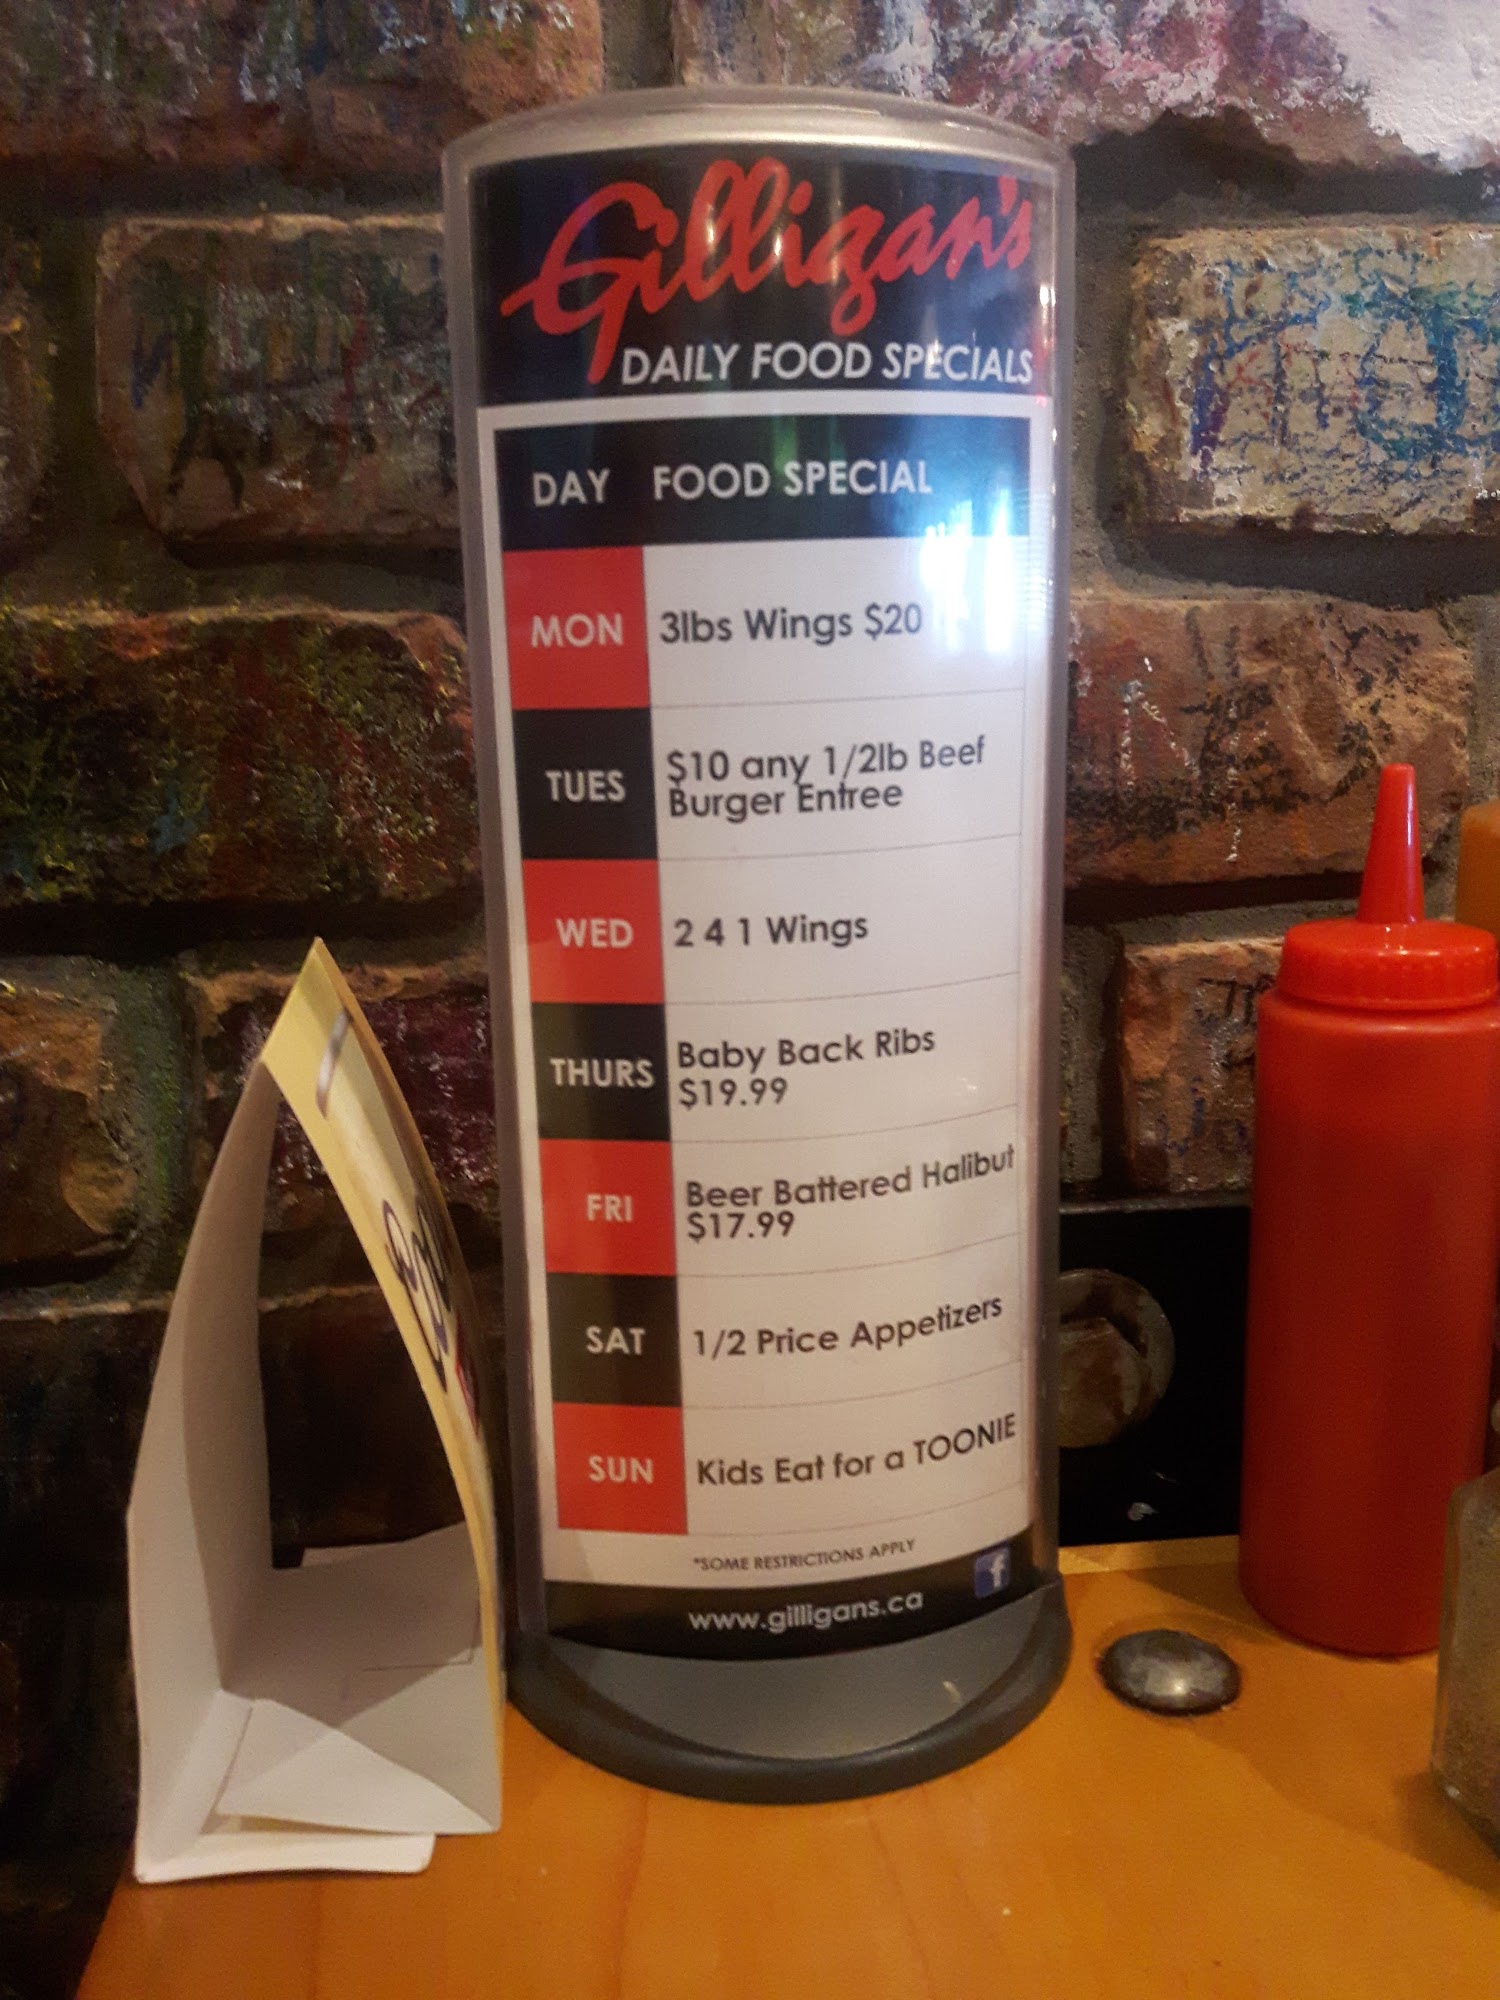 Gilligan's
DAILY FOOD SPECIALS
DAY FOOD SPECIAL
MON 3lbs Wings $20
TUES $10 any 1/2lb Beef
Burger Entree
WED 2 4 1 Wings
THURS Baby Back Ribs
$19.99
FRI Beer Battered Halibut
$17.99
SAT 1/2 Price Appetizers
SUN Kids Eat for a TOONIE
*SOME RESTRICTIONS APPLY
www.gilligans.ca
f